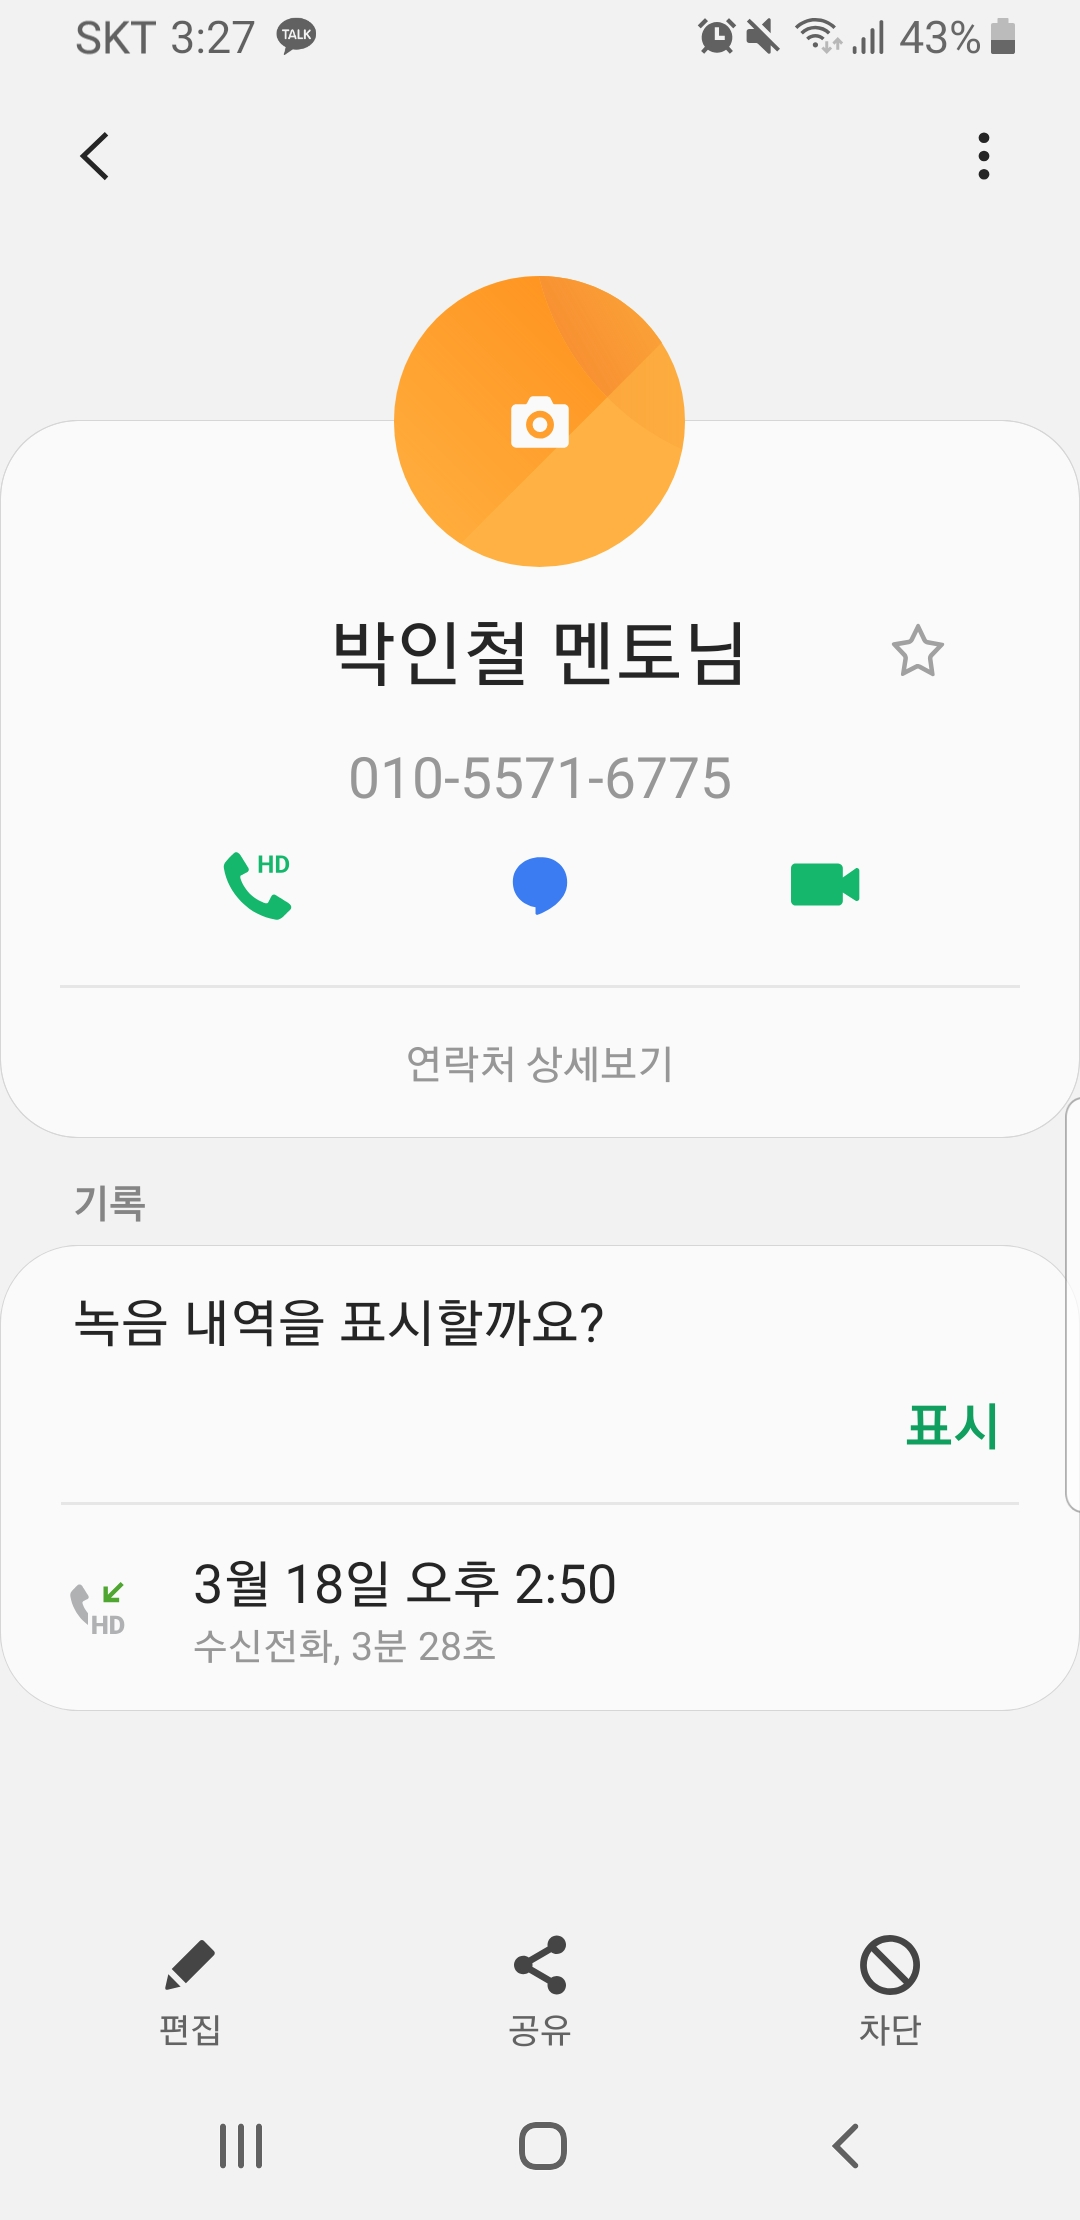 SKT 3:27 TALK 43%
박인철 멘토님
010-5571-6775
HD
연락처 상세보기
기록
녹음 내역을 표시할까요?
표시
3월 18일 오후 2:50
HD
수신전화, 3분 28초
편집 공유 차단